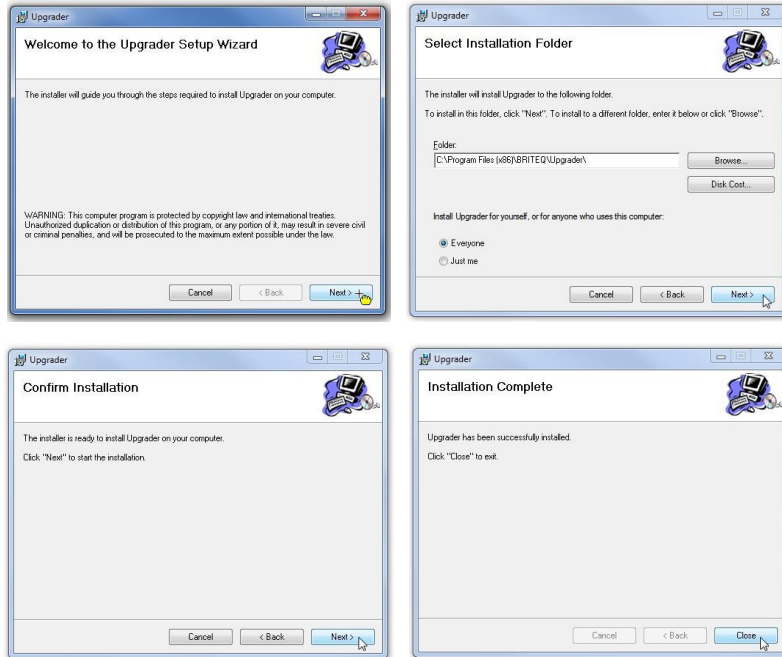 Upgrader
Welcome to the Upgrader Setup Wizard
The installer will guide you through the steps required to install Upgrader on your computer.
WARNING: This computer program is protected by copyright law and international treaties.
Unauthorized duplication or distribution of this program, or any portion of it, may result in severe civil
or criminal penalties, and will be prosecuted to the maximum extent possible under the law.
Cancel < Back Next >
Upgrader
Select Installation Folder
The installer will install Upgrader to the following folder.
To install in this folder, click "Next". To install to a different folder, enter it below or click "Browse".
Folder:
C:\Program Files (x86)\BRITEQ\Upgrader\ Browse...
Disk Cost...
Install Upgrader for yourself, or for anyone who uses this computer:
Everyone
Just me
Cancel < Back Next >
Upgrader
Confirm Installation
The installer is ready to install Upgrader on your computer.
Click "Next" to start the installation.
Cancel < Back Next >
Upgrader
Installation Complete
Upgrader has been successfully installed.
Click "Close" to exit.
Cancel < Back Close